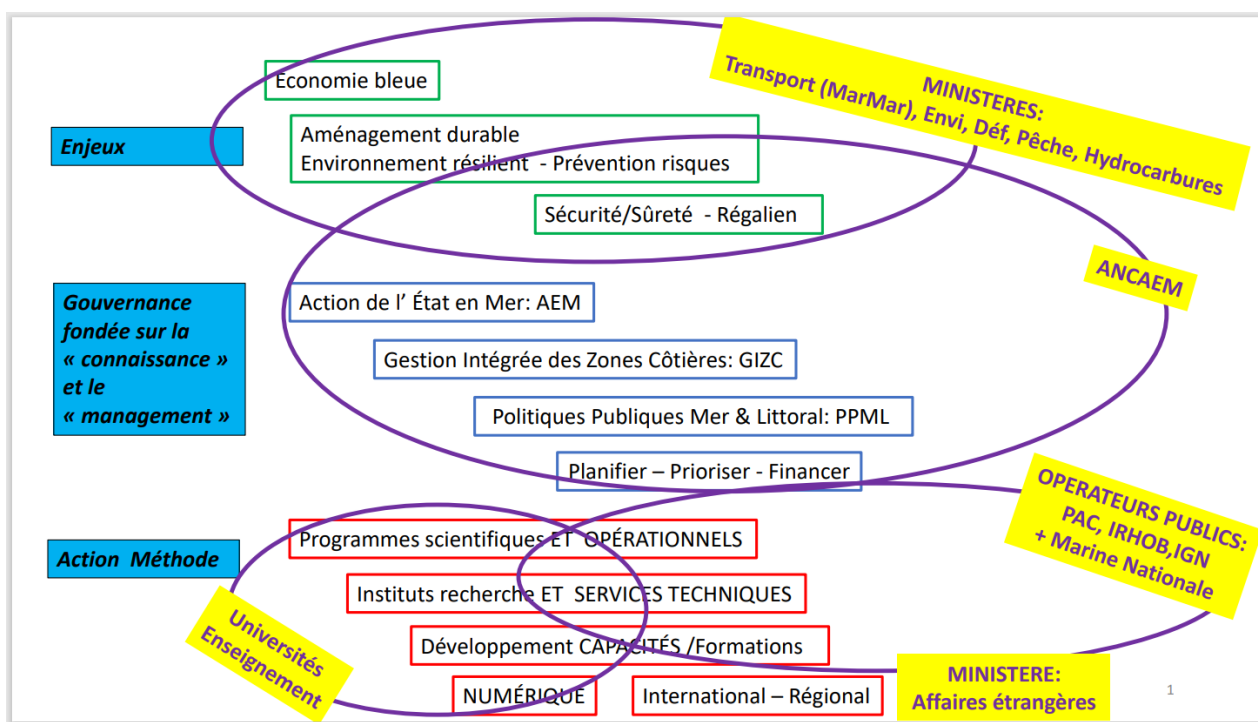 Economie bleue
MINISTERES:
Transport (MarMar), Envi, Déf, Pêche, Hydrocarbures
Enjeux
Aménagement durable
Environnement résilient - Prévention risques
Sécurité/Sûreté - Régalien
ANCAEM
Gouvernance
fondée sur la
« connaissance »
et le
« management »
Action de l’ État en Mer: AEM
Gestion Intégrée des Zones Côtières: GIZC
Politiques Publiques Mer & Littoral: PPML
Planifier – Prioriser - Financer
OPERATEURS PUBLICS:
PAC, IRHOB,IGN
+ Marine Nationale
Action Méthode
Programmes scientifiques ET OPÉRATIONNELS
Instituts recherche ET SERVICES TECHNIQUES
Développement CAPACITÉS /Formations
NUMÉRIQUE
International – Régional
Universités
Enseignement
MINISTERE:
Affaires étrangères
1